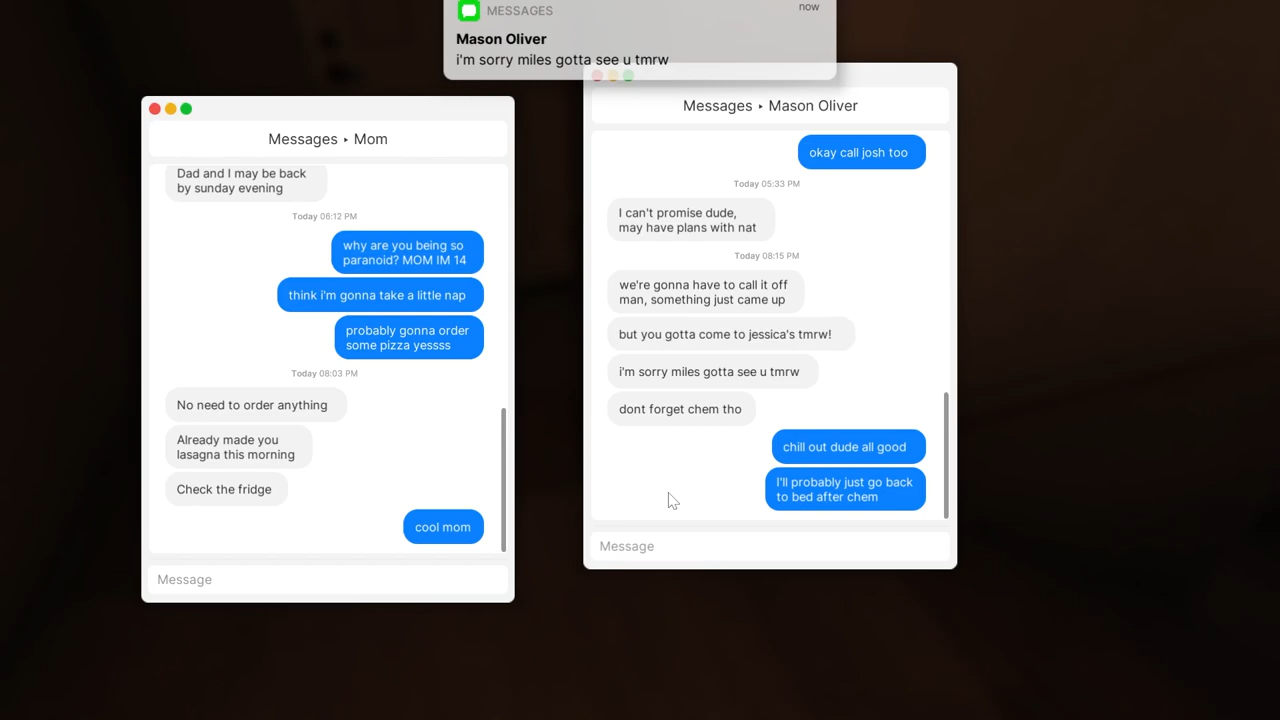 MESSAGES
now
Mason Oliver
i'm sorry miles gotta see u tmrw
Messages ‣ Mom
Dad and I may be back
by sunday evening
Today 06:12 PM
why are you being so
paranoid? MOM IM 14
think i'm gonna take a little nap
probably gonna order
some pizza yessss
Today 08:03 PM
No need to order anything
Already made you
lasagna this morning
Check the fridge
cool mom
Message
Messages ‣ Mason Oliver
okay call josh too
Today 05:33 PM
I can't promise dude,
may have plans with nat
Today 08:15 PM
we're gonna have to call it off
man, something just came up
but you gotta come to jessica's tmrw!
i'm sorry miles gotta see u tmrw
dont forget chem tho
chill out dude all good
I'll probably just go back
to bed after chem
Message